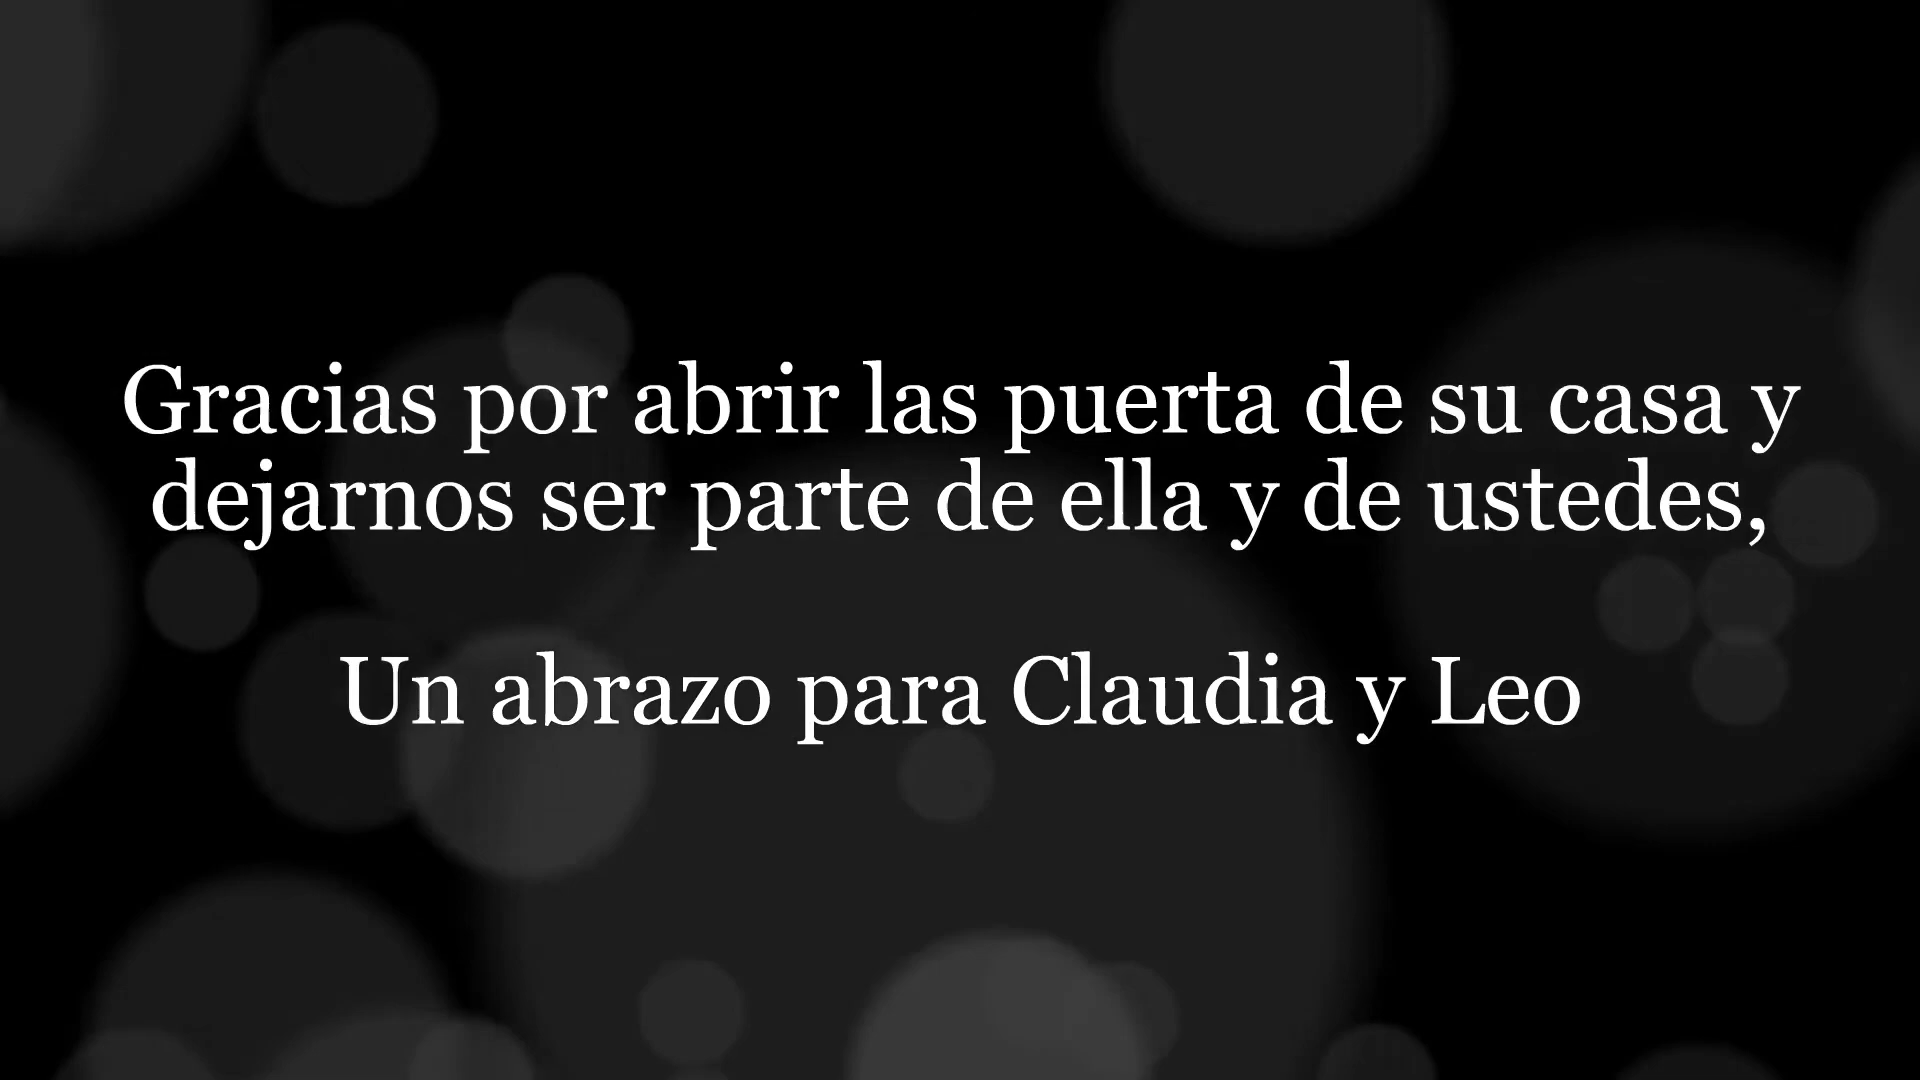 Gracias por abrir las puerta de su casa y
dejarnos ser parte de ella y de ustedes,
Un abrazo para Claudia y Leo